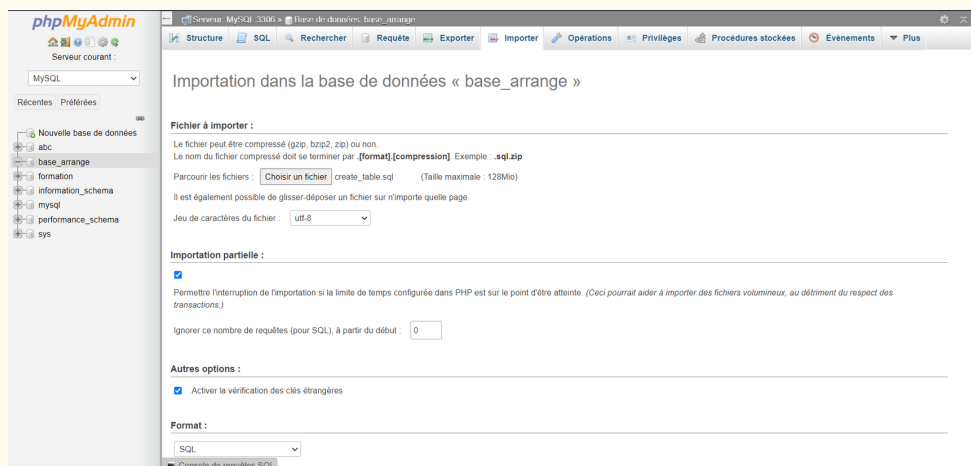 phpMyAdmin
Serveur courant :
MySQL
Récentes Préférées
Nouvelle base de données
abc
base_arrange
formation
information_schema
mysql
performance_schema
sys
Serveur: MySQL:3306 » Base de données: base_arrange
Structure SQL Rechercher Requête Exporter Importer Opérations Privilèges Procédures stockées Évènements Plus
Importation dans la base de données « base_arrange »
Fichier à importer :
Le fichier peut être compressé (gzip, bzip2, zip) ou non.
Le nom du fichier compressé doit se terminer par .[format].[compression]. Exemple : .sql.zip
Parcourir les fichiers : Choisir un fichier create_table.sql (Taille maximale : 128Mio)
Il est également possible de glisser-déposer un fichier sur n'importe quelle page.
Jeu de caractères du fichier : utf-8
Importation partielle :
Permettre l'interruption de l'importation si la limite de temps configurée dans PHP est sur le point d'être atteinte. (Ceci pourrait aider à importer des fichiers volumineux, au détriment du respect des
transactions.)
Ignorer ce nombre de requêtes (pour SQL), à partir du début : 0
Autres options :
Activer la vérification des clés étrangères
Format :
SQL
Console de requêtes SQL